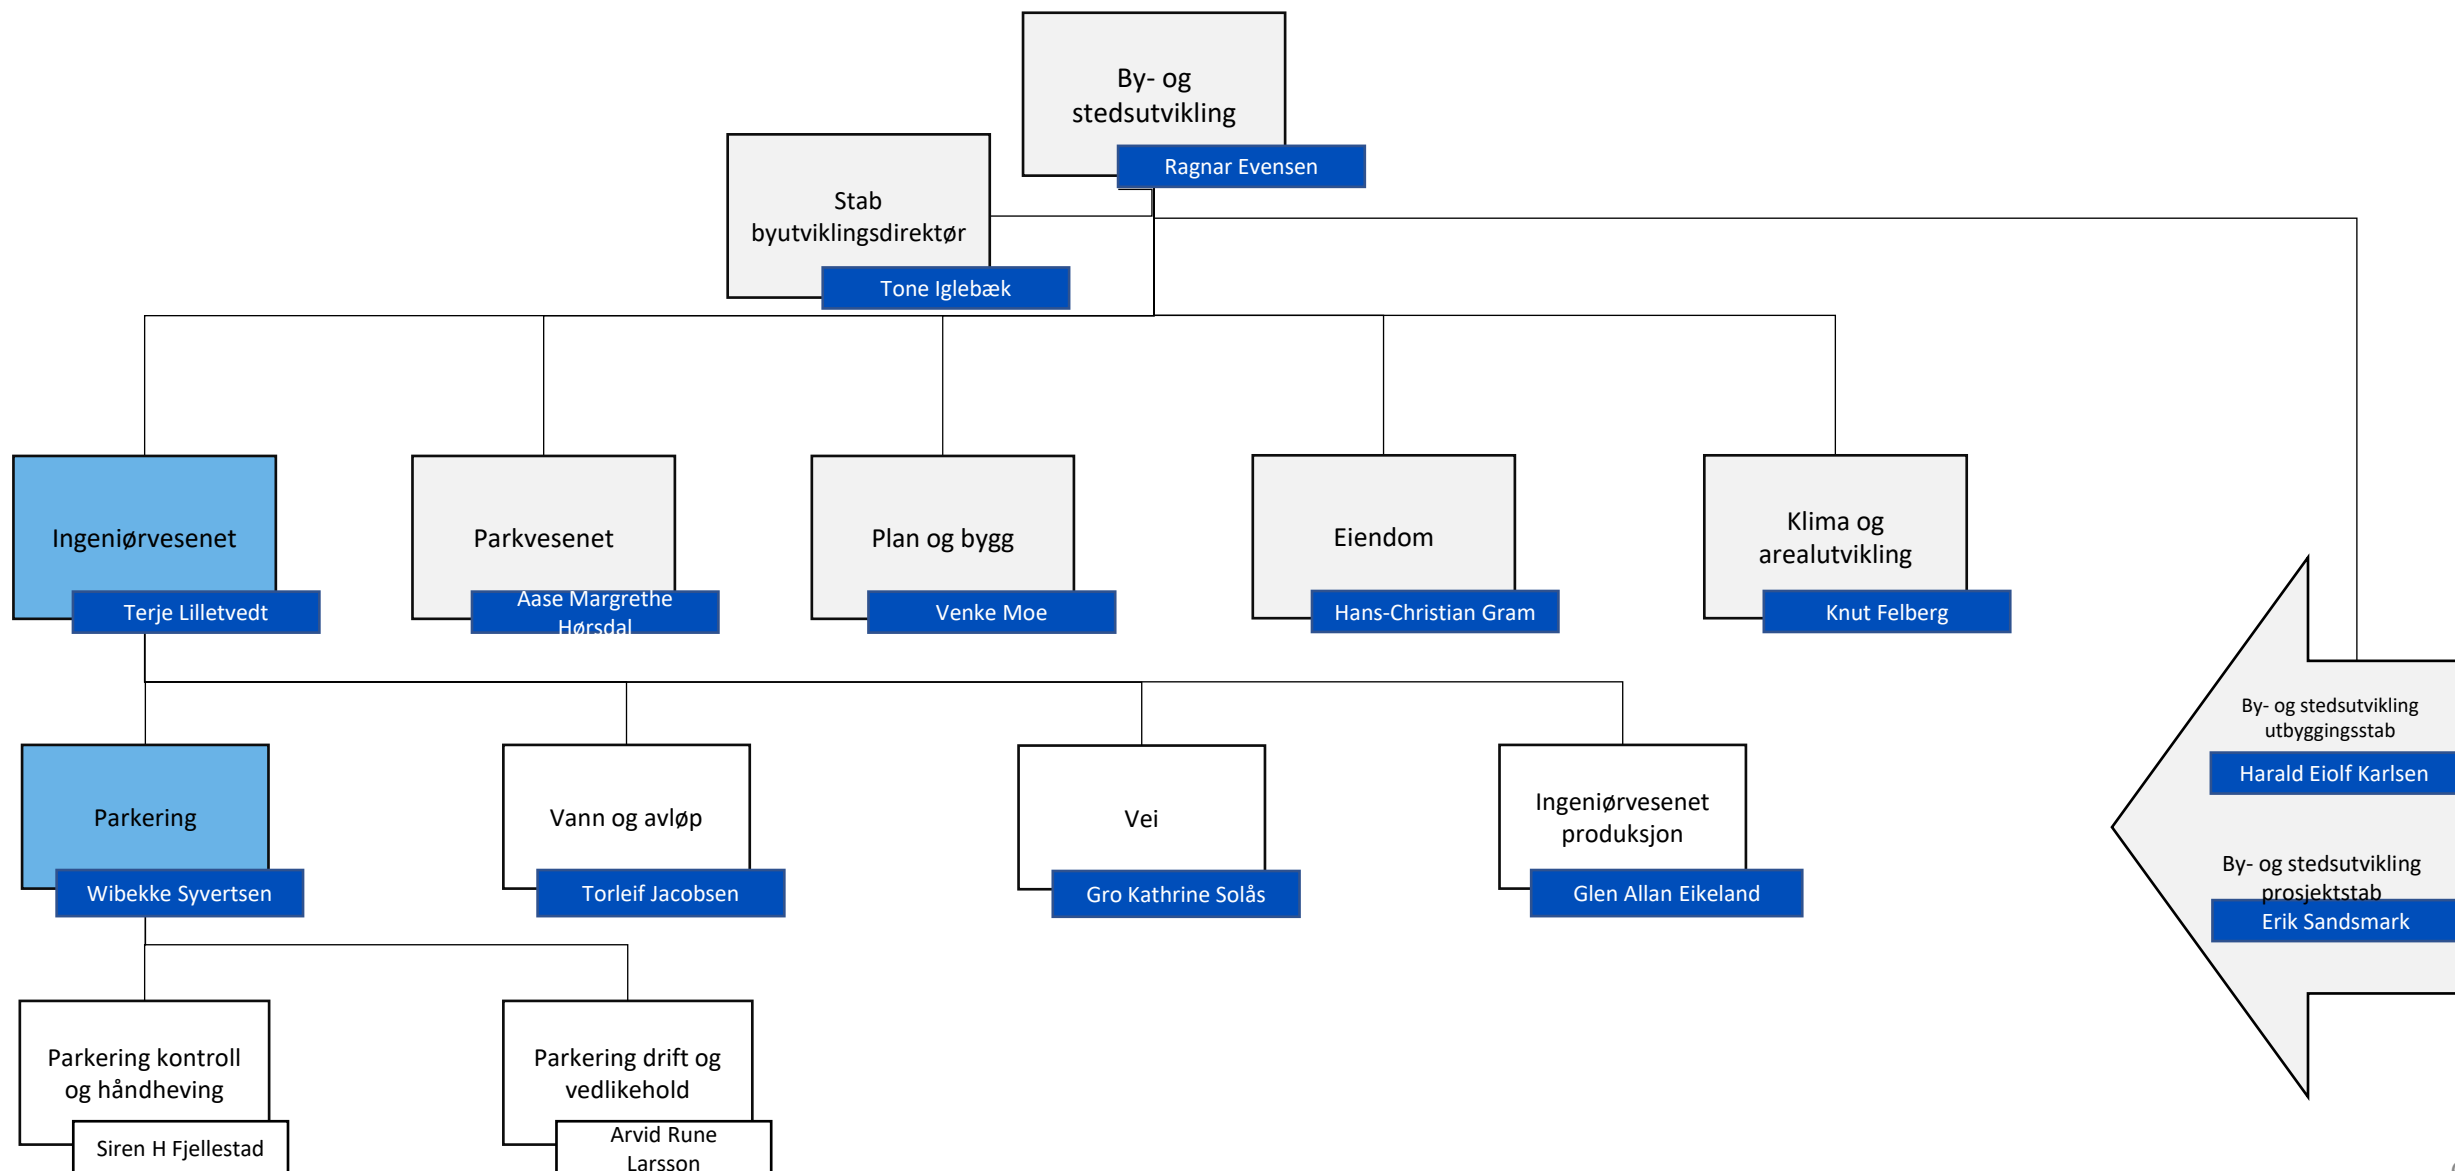 By- og
stedsutvikling
Ragnar Evensen
Stab
byutviklingsdirektør
Tone Iglebæk
Ingeniørvesenet
Terje Lilletvedt
Parkvesenet
Aase Margrethe
Hørsdal
Plan og bygg
Venke Moe
Eiendom
Hans-Christian Gram
Klima og
arealutvikling
Knut Felberg
By- og stedsutvikling
utbyggingsstab
Harald Eiolf Karlsen
By- og stedsutvikling
prosjektstab
Erik Sandsmark
Parkering
Wibekke Syvertsen
Vann og avløp
Torleif Jacobsen
Vei
Gro Kathrine Solås
Ingeniørvesenet
produksjon
Glen Allan Eikeland
Parkering kontroll
og håndheving
Siren H Fjellestad
Parkering drift og
vedlikehold
Arvid Rune
Larsson